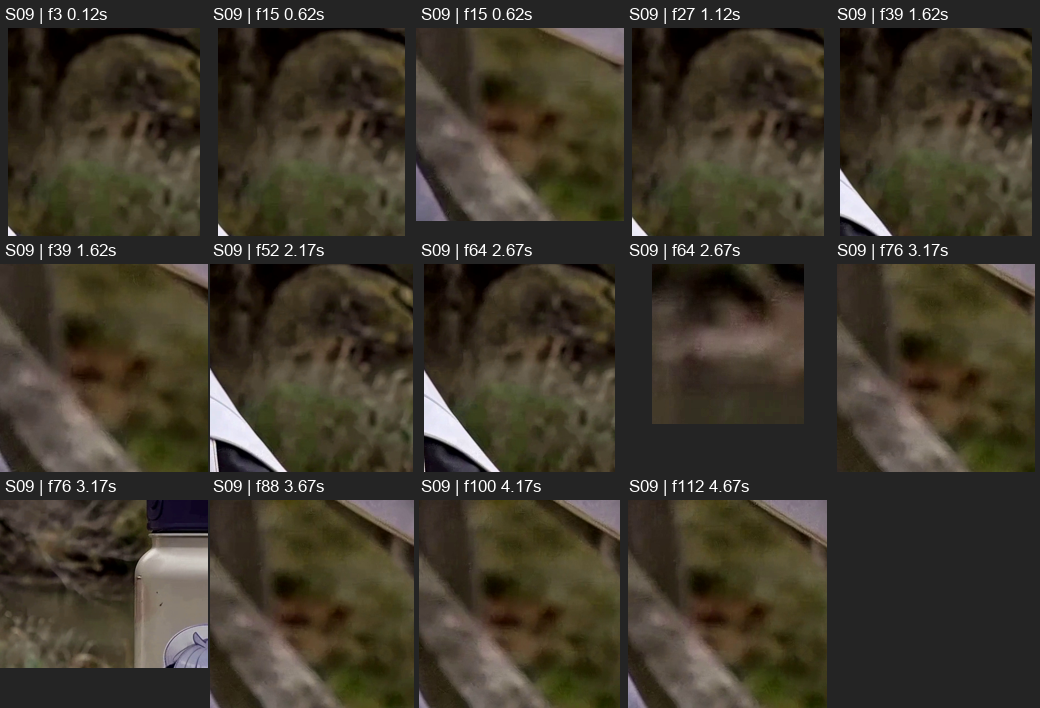 S09 | f3 0.12s
S09 | f15 0.62s
S09 | f15 0.62s
S09 | f27 1.12s
S09 | f39 1.62s
S09 | f39 1.62s
S09 | f52 2.17s
S09 | f64 2.67s
S09 | f64 2.67s
S09 | f76 3.17s
S09 | f76 3.17s
S09 | f88 3.67s
S09 | f100 4.17s
S09 | f112 4.67s